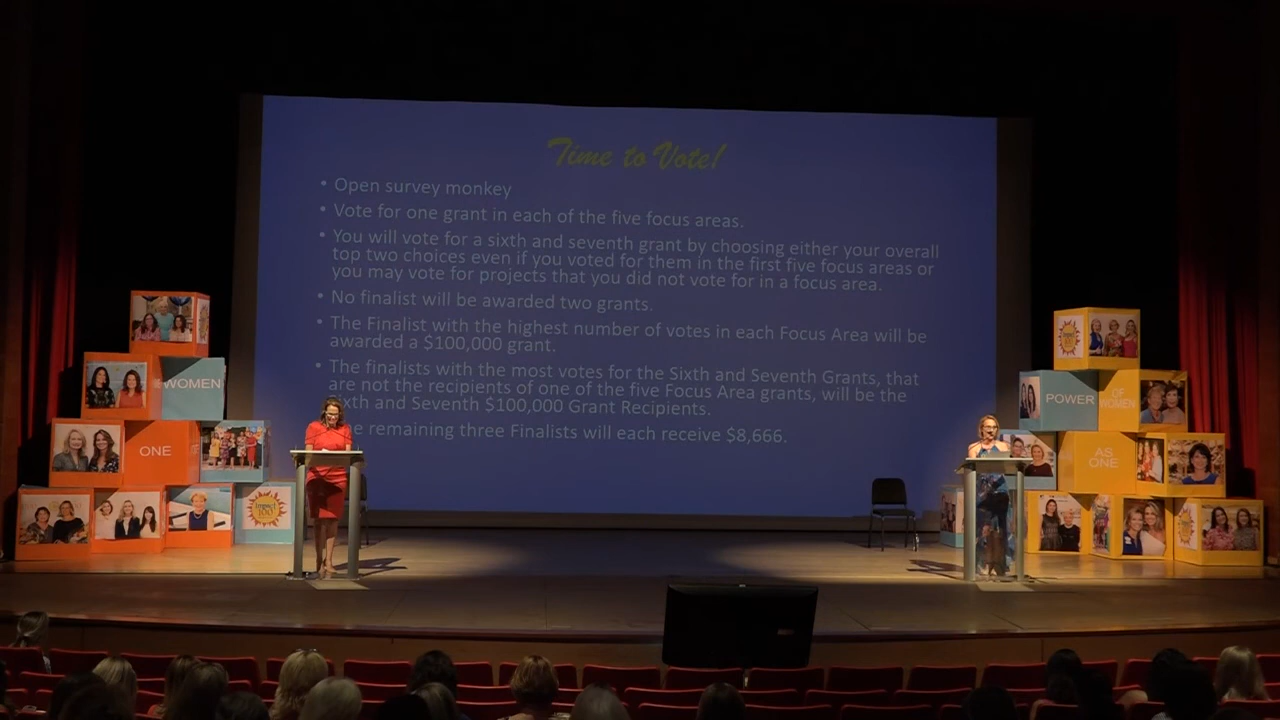 Time to Vote!
• Open survey monkey
• Vote for one grant in each of the five focus areas.
• You will vote for a sixth and seventh grant by choosing either your overall
top two choices even if you voted for them in the first five focus areas or
you may vote for projects that you did not vote for in a focus area.
• No finalist will be awarded two grants.
• The Finalist with the highest number of votes in each Focus Area will be
awarded a $100,000 grant.
• The finalists with the most votes for the Sixth and Seventh Grants, that
are not the recipients of one of the five Focus Area grants, will be the
ixth and Seventh $100,000 Grant Recipients.
e remaining three Finalists will each receive $8,666.
WOMEN
ONE
Impact
100
POWER
OF
WOMEN
AS
ONE